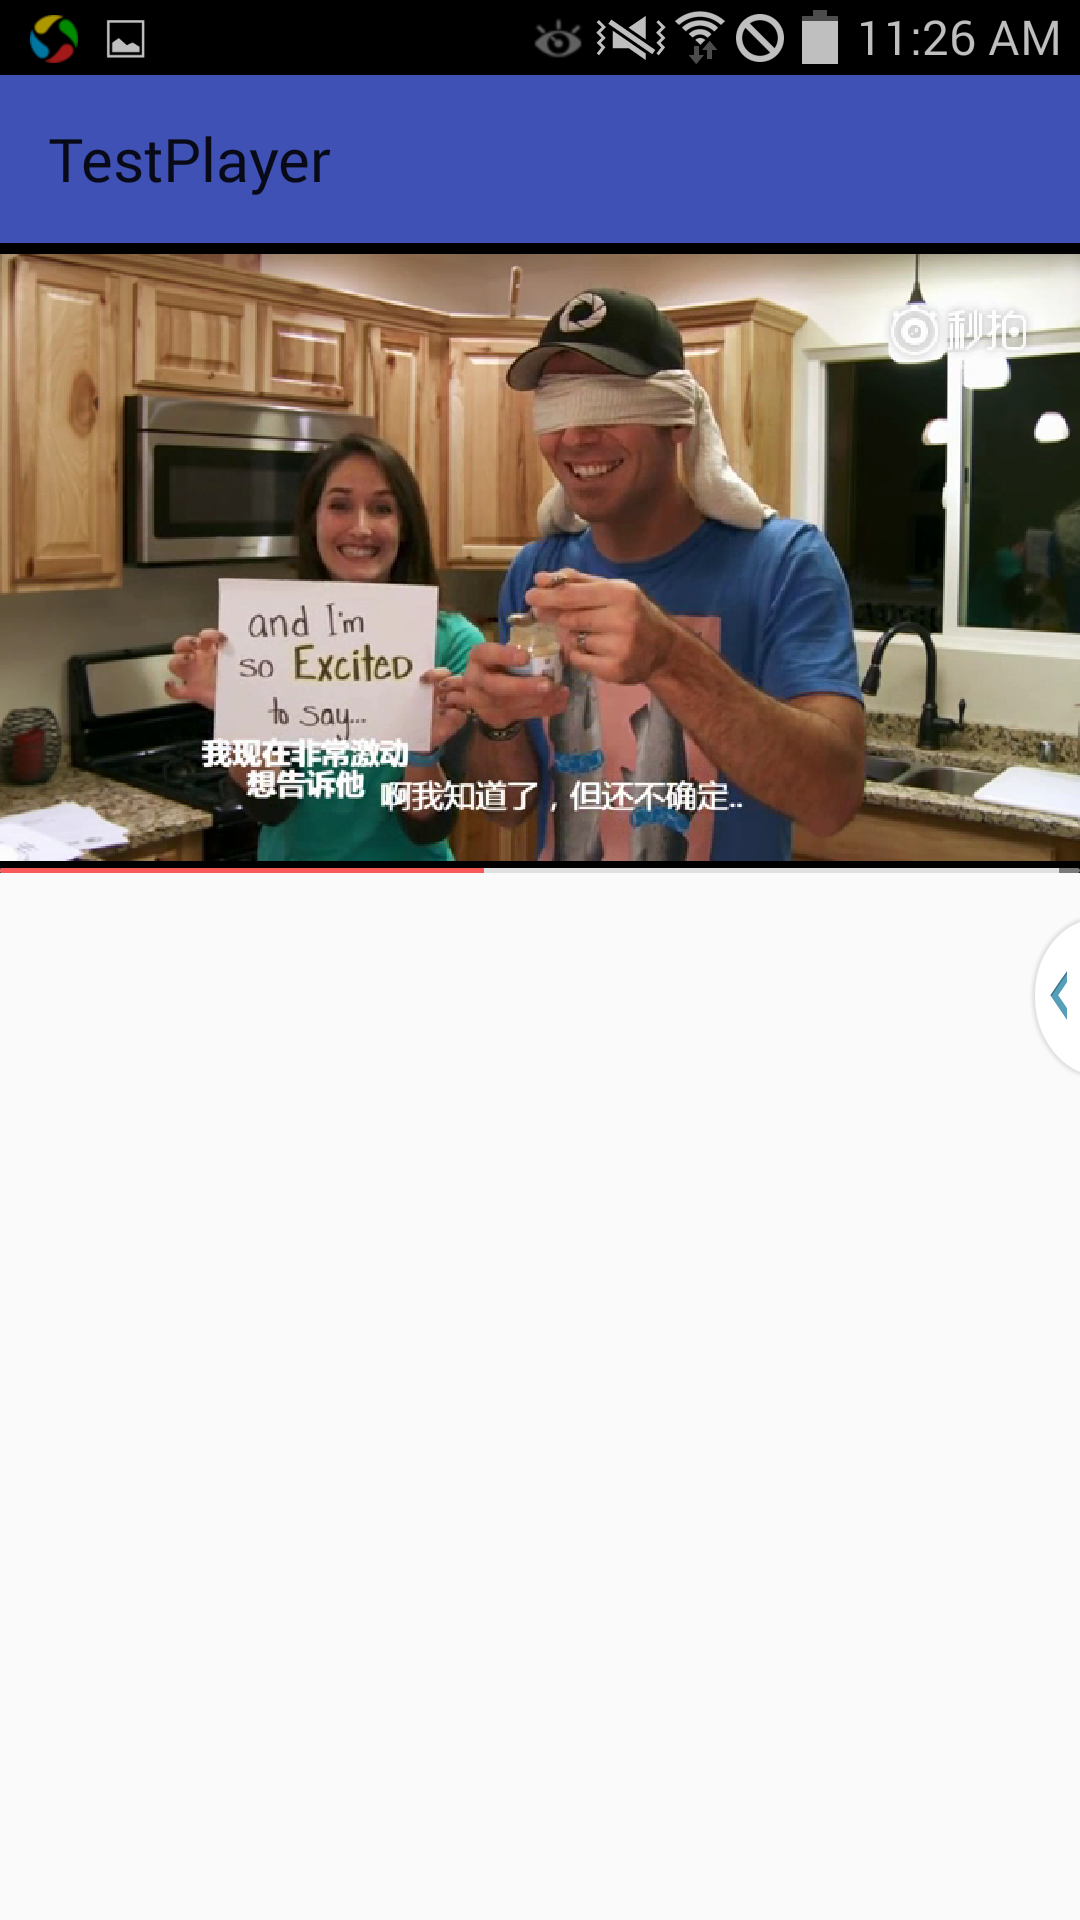 11:26 AM
TestPlayer
秒拍
and I'm
so Excited
to say...
我现在非常激动
想告诉他
啊我知道了，但还不确定..